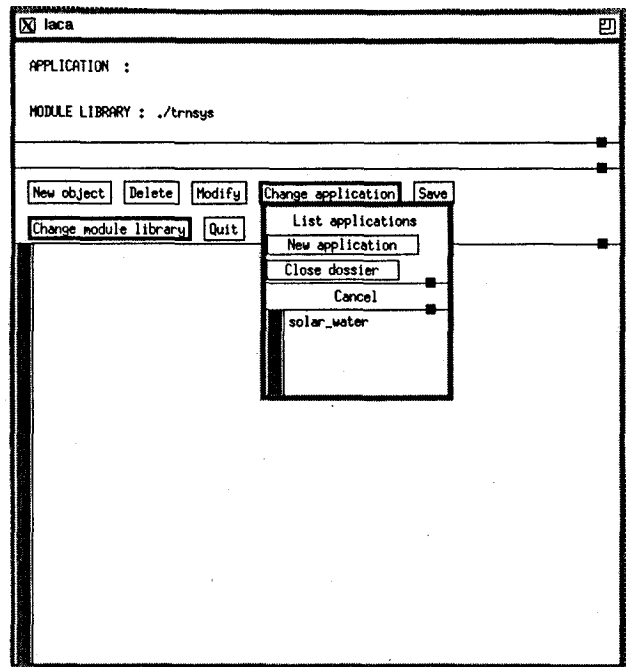 laca
APPLICATION :
MODULE LIBRARY : ./trnsys
New object Delete Modify Change application Save
Change module library Quit
List applications
New application
Close dossier
Cancel
solar_water